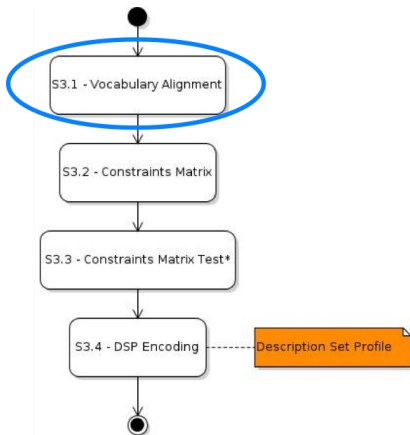 S3.1 - Vocabulary Alignment
S3.2 - Constraints Matrix
S3.3 - Constraints Matrix Test*
S3.4 - DSP Encoding
Description Set Profile